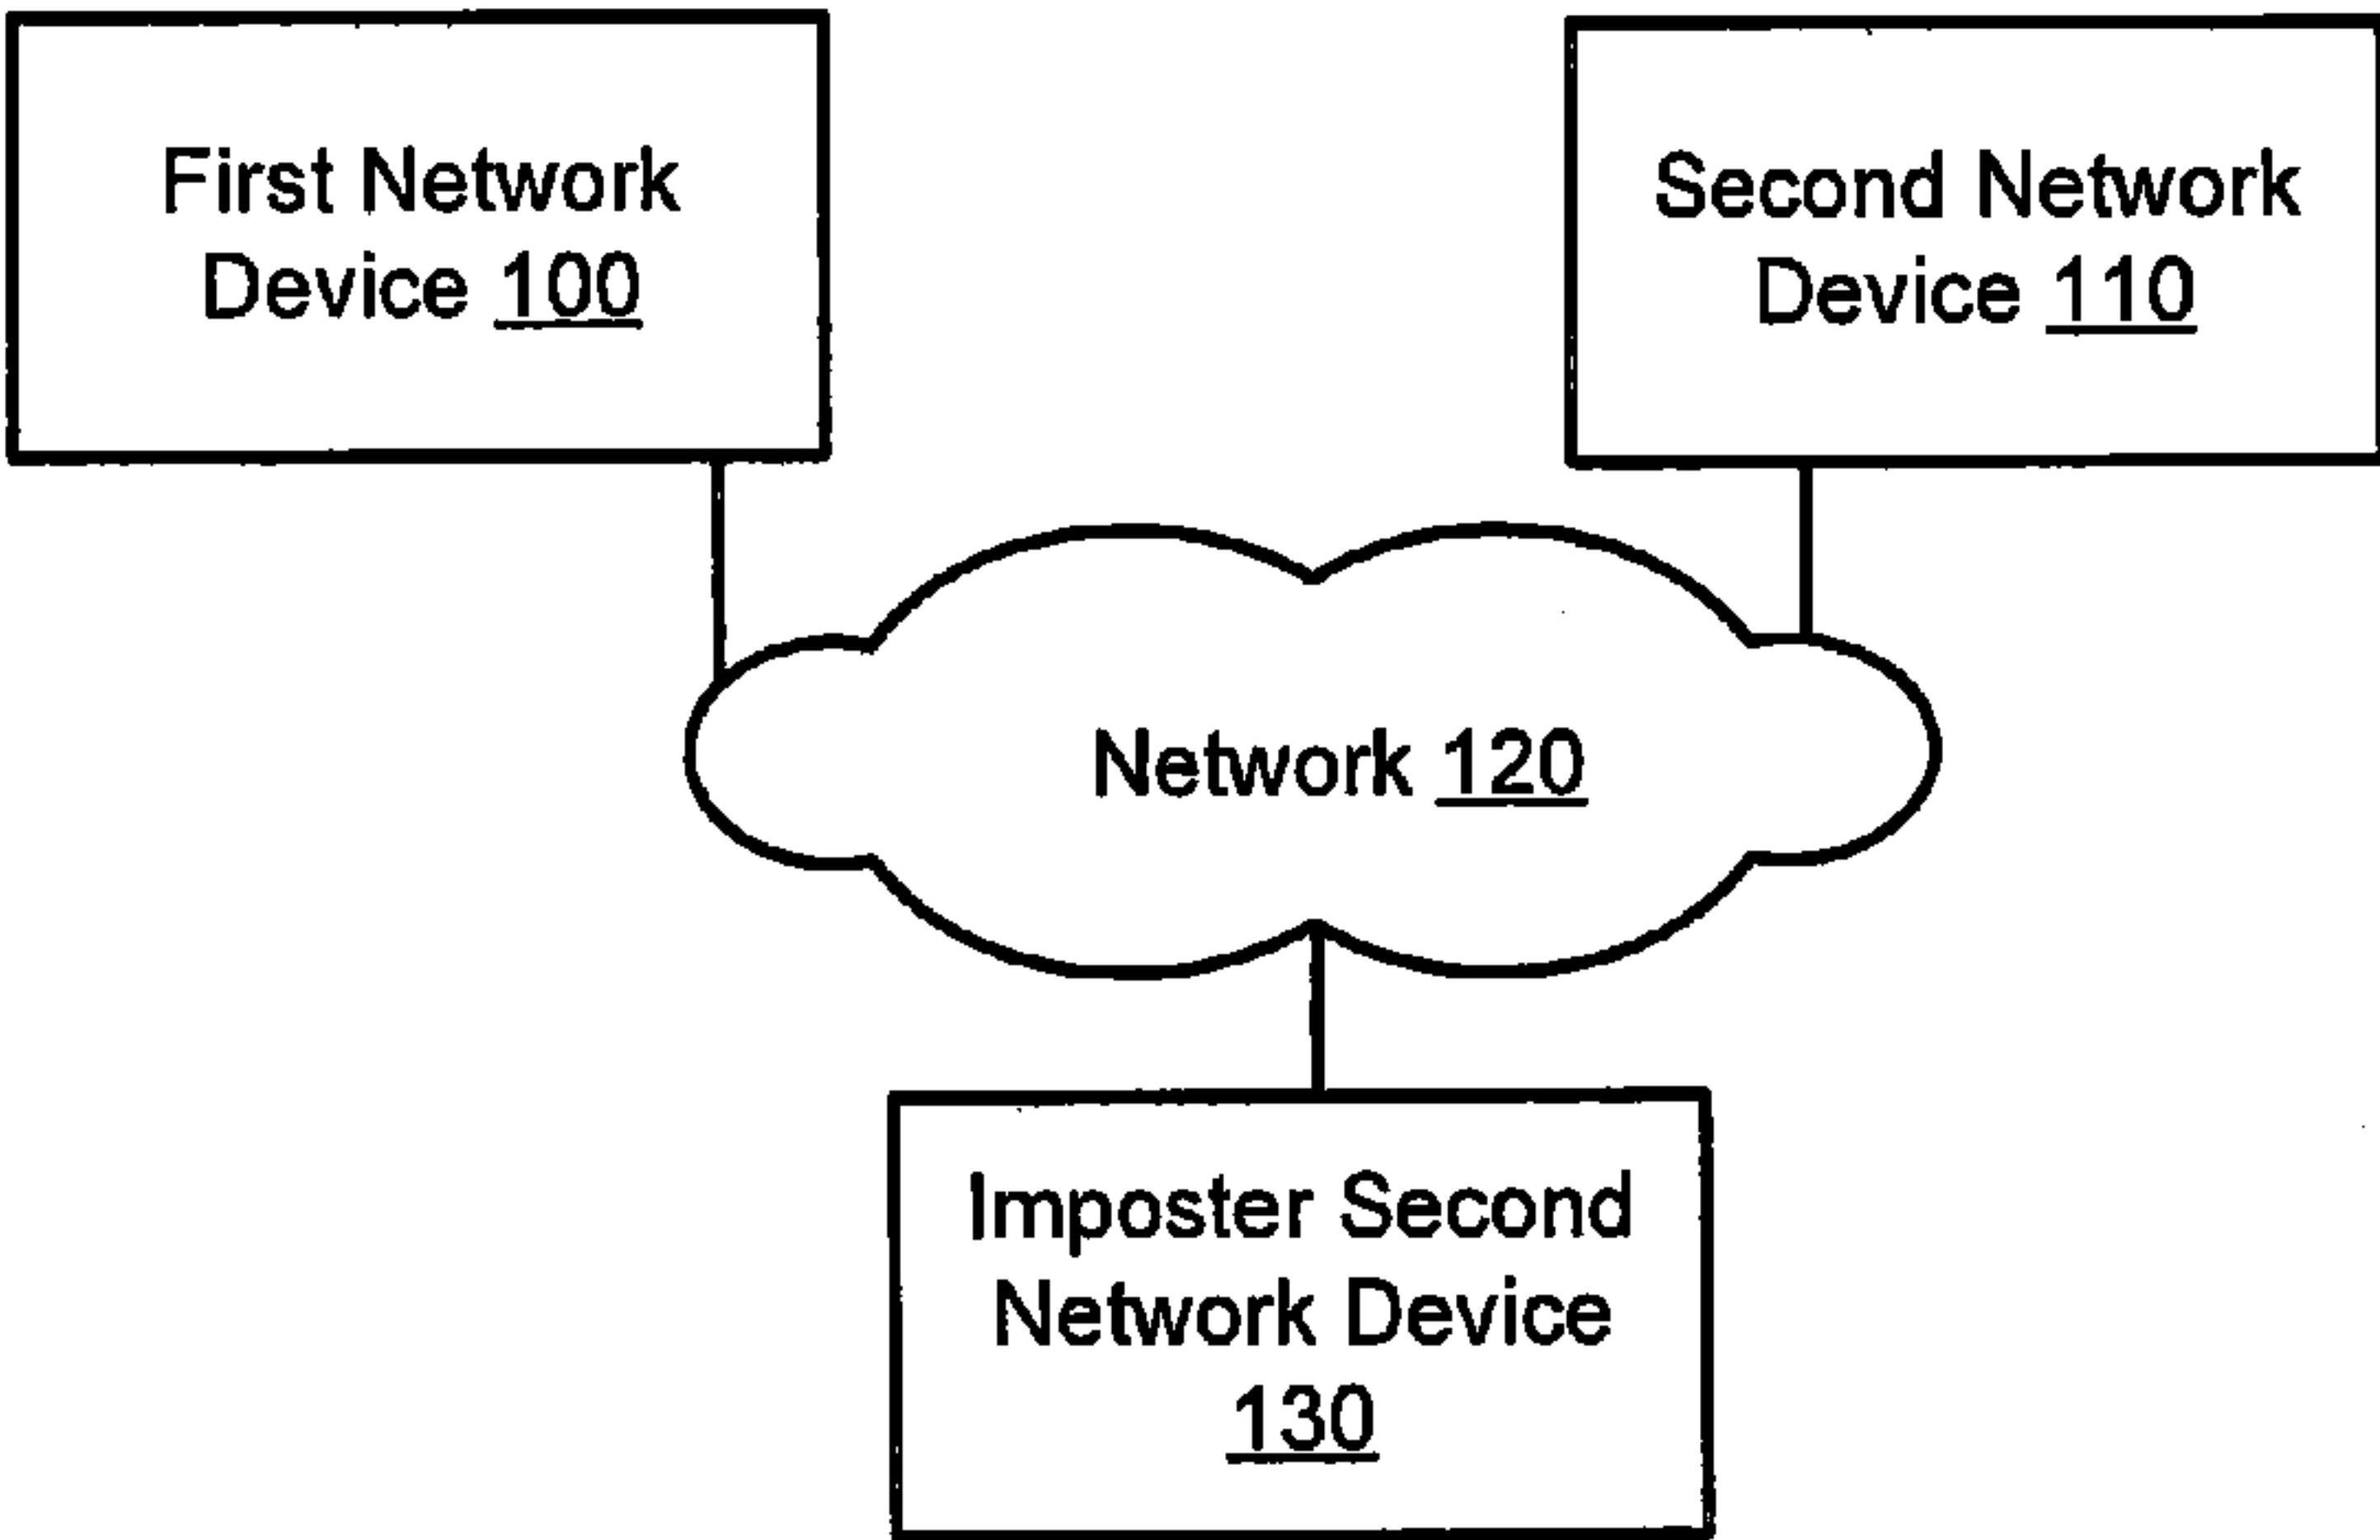 First Network
Device 100
Second Network
Device 110
Network 120
Imposter Second
Network Device
130